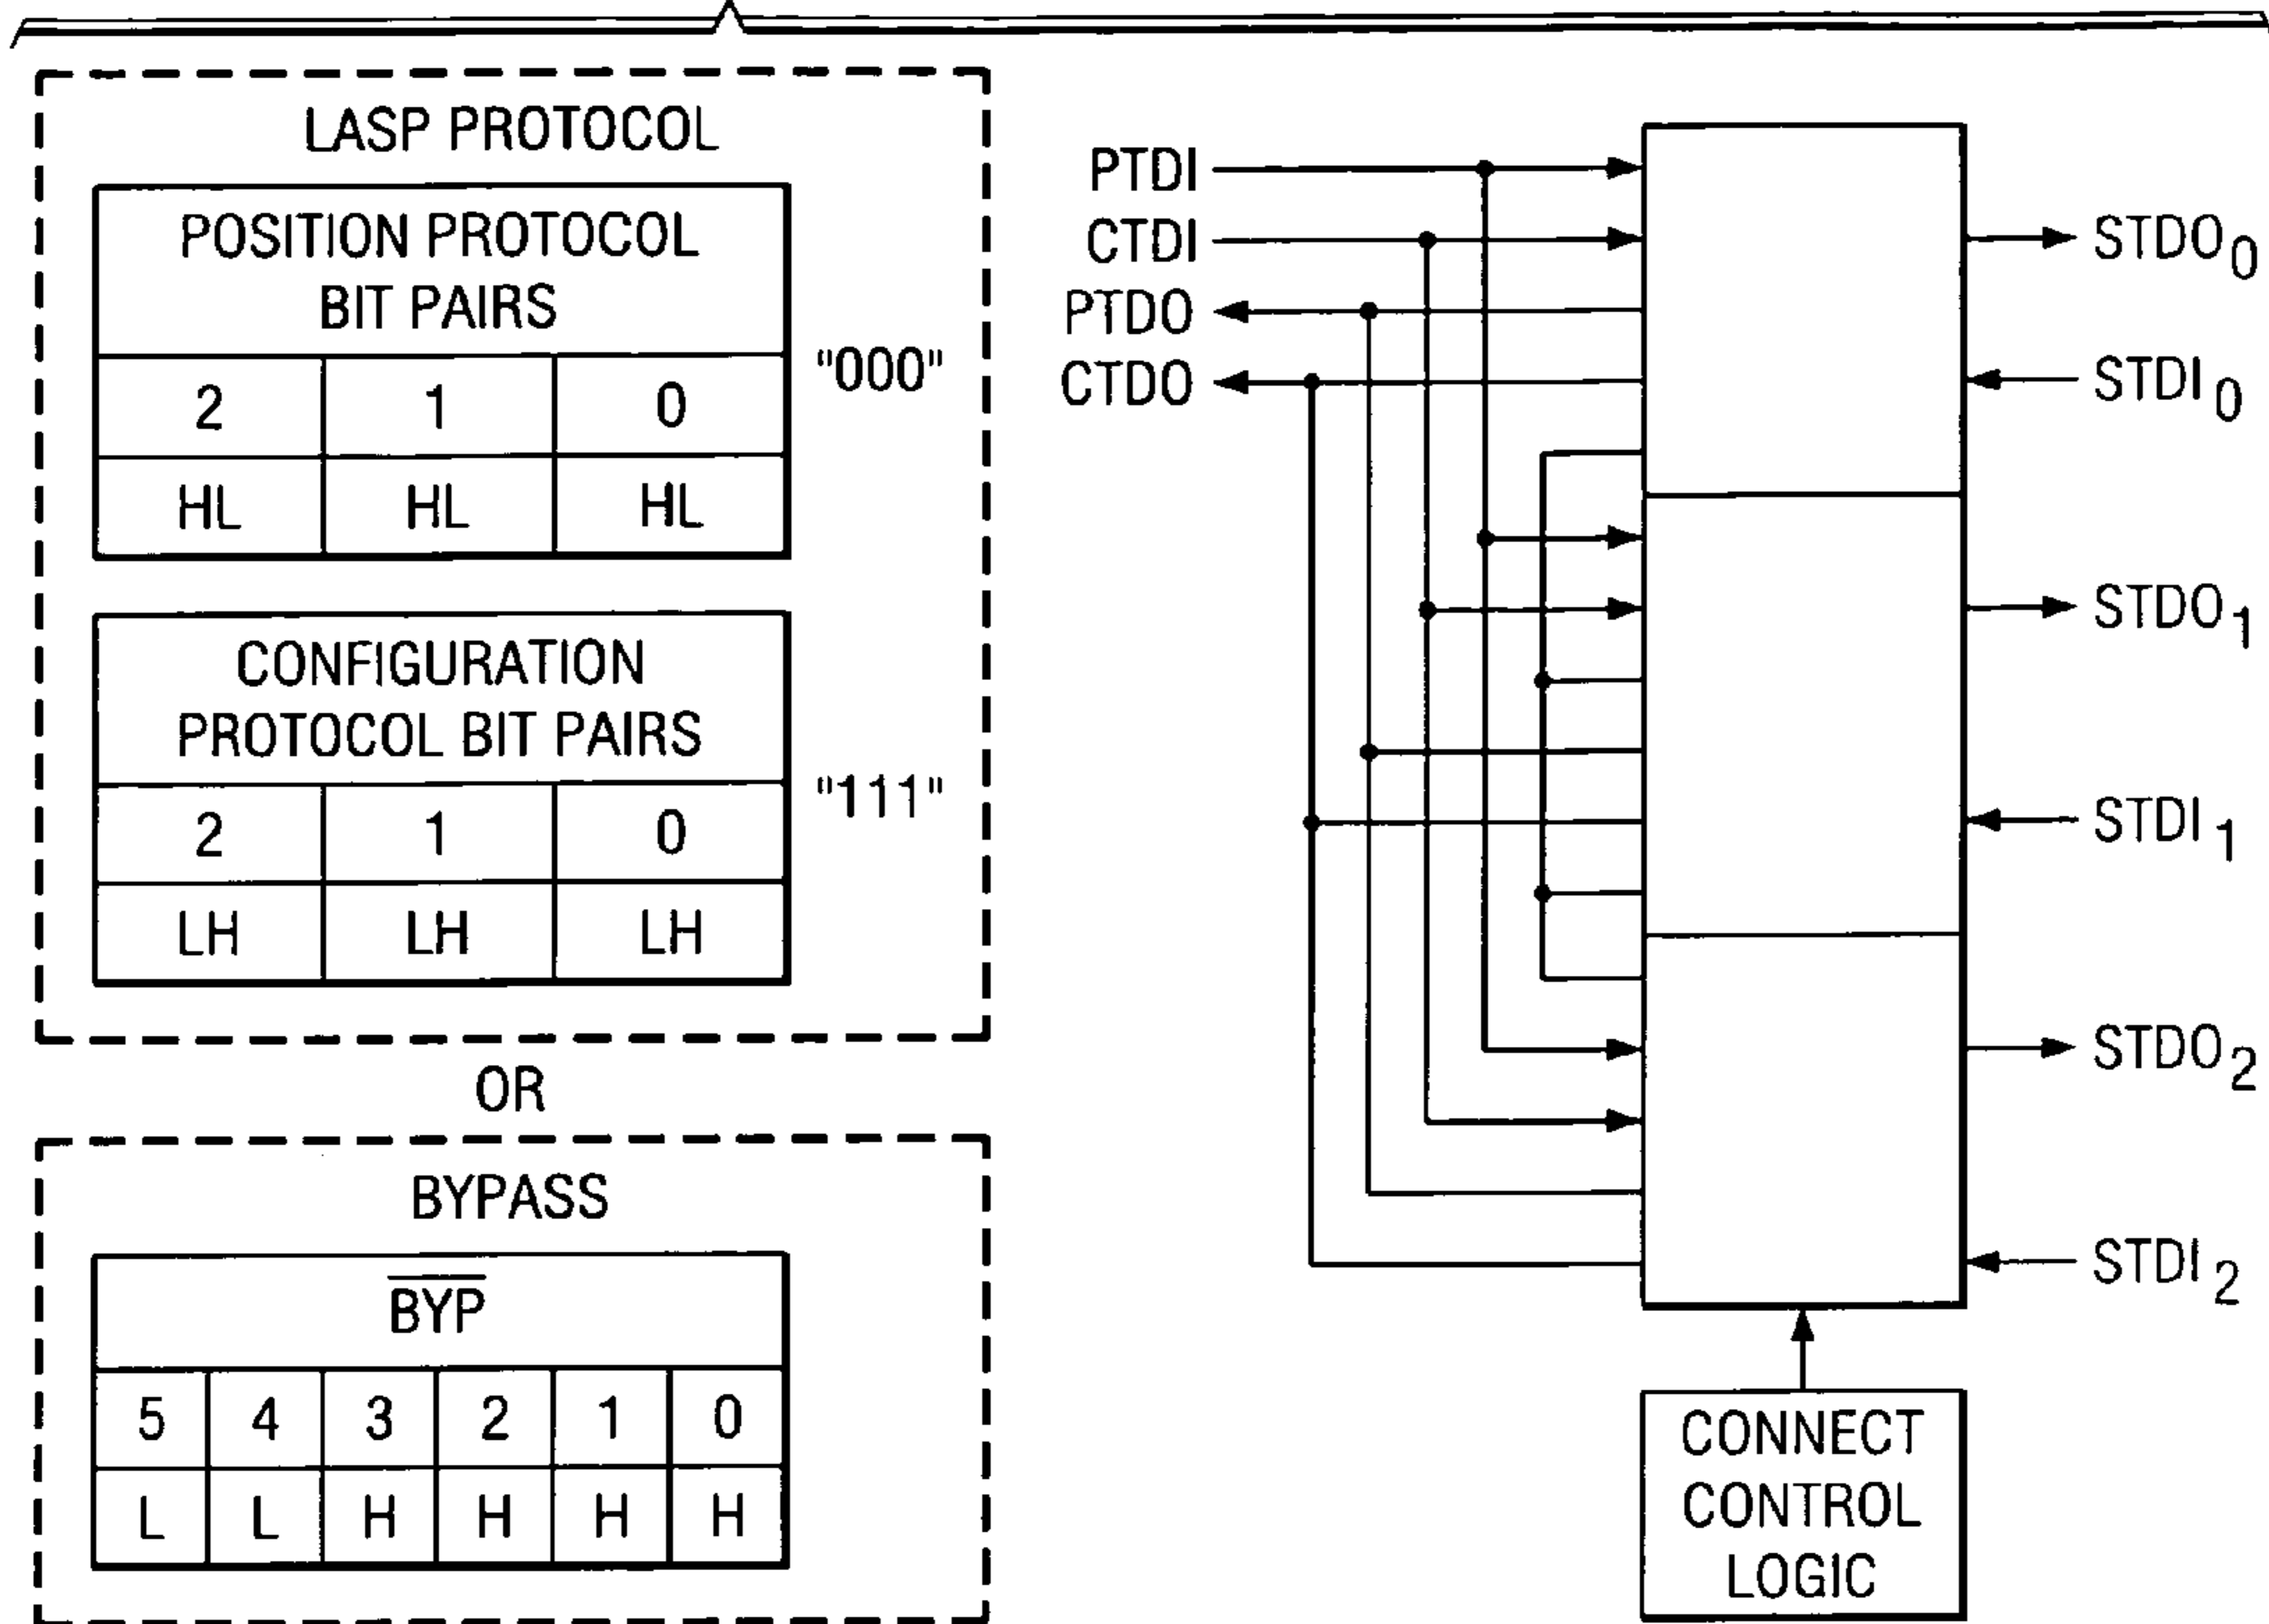 LASP PROTOCOL
POSITION PROTOCOL
BIT PAIRS
2 1 0
HL HL HL
"000"
CONFIGURATION
PROTOCOL BIT PAIRS
2 1 0
LH LH LH
"111"
OR
BYPASS
BYP
5 4 3 2 1 0
L L H H H H
PTDI
CTDI
PTDO
CTDO
STDO0
STDI0
STDO1
STDI1
STDO2
STDI2
CONNECT
CONTROL
LOGIC